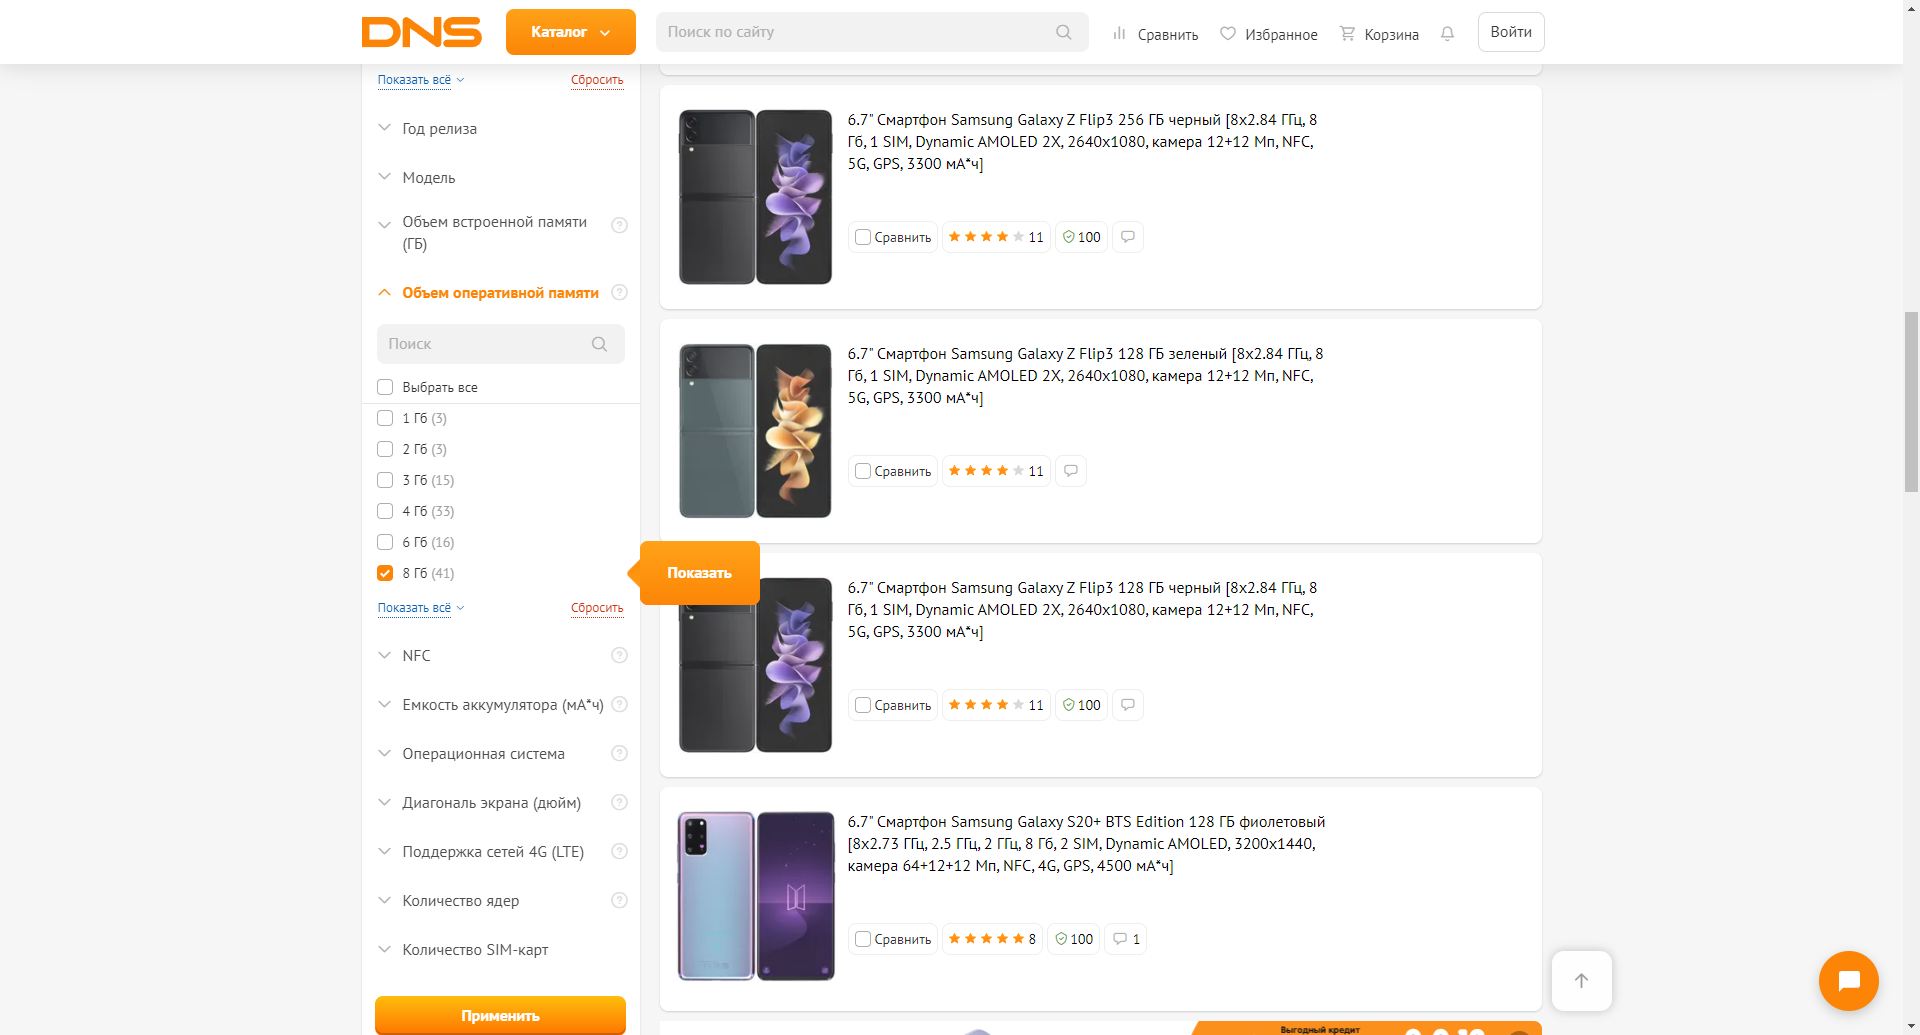 DNS
Каталог
Поиск по сайту
Сравнить
Избранное
Корзина
Войти
Показать всё
Сбросить
Год релиза
Модель
Объем встроенной памяти
(ГБ)
Объем оперативной памяти
Поиск
Выбрать все
1 Гб (3)
2 Гб (3)
3 Гб (15)
4 Гб (33)
6 Гб (16)
8 Гб (41)
Показать
Показать всё
Сбросить
NFC
Емкость аккумулятора (мА*ч)
Операционная система
Диагональ экрана (дюйм)
Поддержка сетей 4G (LTE)
Количество ядер
Количество SIM-карт
Применить
6.7" Смартфон Samsung Galaxy Z Flip3 256 ГБ черный [8x2.84 ГГц, 8
Гб, 1 SIM, Dynamic AMOLED 2X, 2640x1080, камера 12+12 Мп, NFC,
5G, GPS, 3300 мА*ч]
Сравнить
11
100
6.7" Смартфон Samsung Galaxy Z Flip3 128 ГБ зеленый [8x2.84 ГГц, 8
Гб, 1 SIM, Dynamic AMOLED 2X, 2640x1080, камера 12+12 Мп, NFC,
5G, GPS, 3300 мА*ч]
Сравнить
11
6.7" Смартфон Samsung Galaxy Z Flip3 128 ГБ черный [8x2.84 ГГц, 8
Гб, 1 SIM, Dynamic AMOLED 2X, 2640x1080, камера 12+12 Мп, NFC,
5G, GPS, 3300 мА*ч]
Сравнить
11
100
6.7" Смартфон Samsung Galaxy S20+ BTS Edition 128 ГБ фиолетовый
[8x2.73 ГГц, 2.5 ГГц, 2 ГГц, 8 Гб, 2 SIM, Dynamic AMOLED, 3200x1440,
камера 64+12+12 Мп, NFC, 4G, GPS, 4500 мА*ч]
Сравнить
8
100
1
Выгодный кредит